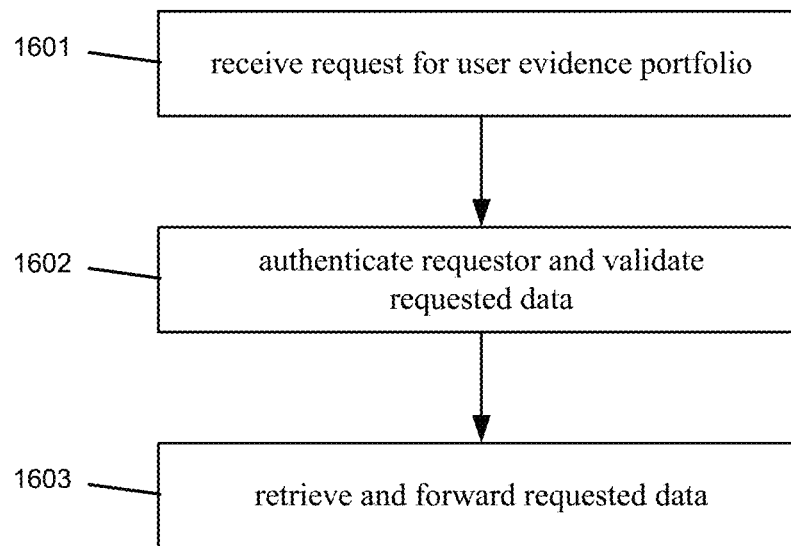 1601
receive request for user evidence portfolio
1602
authenticate requestor and validate
requested data
1603
retrieve and forward requested data